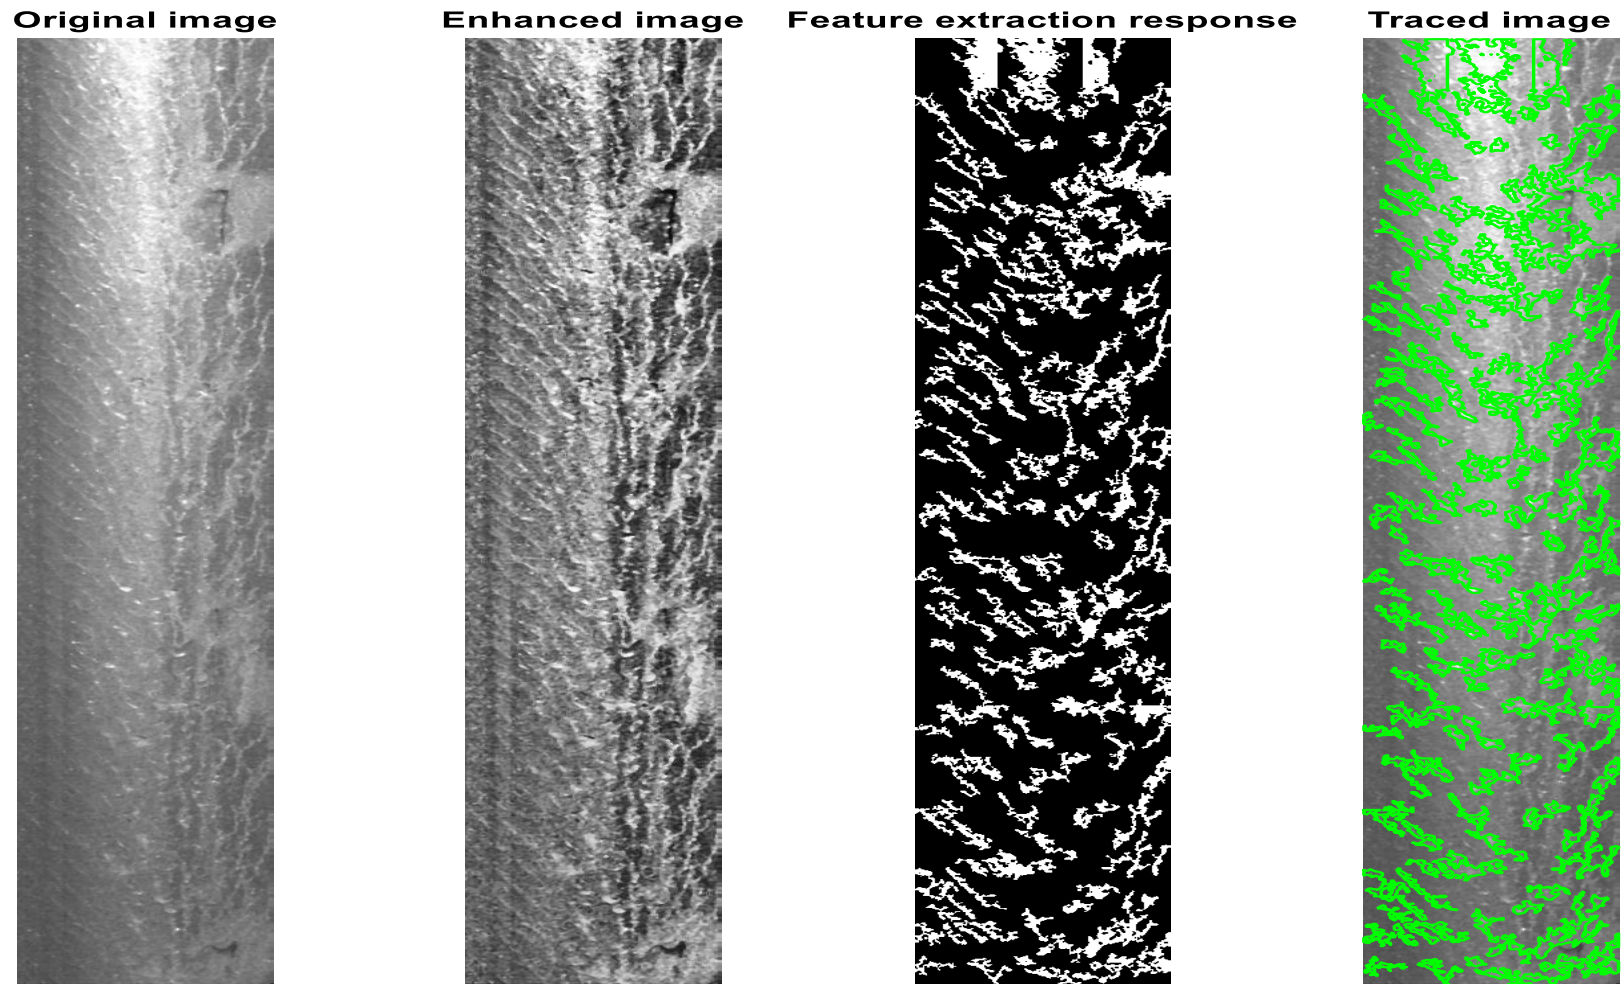 Original image
Enhanced image
Feature extraction response
Traced image